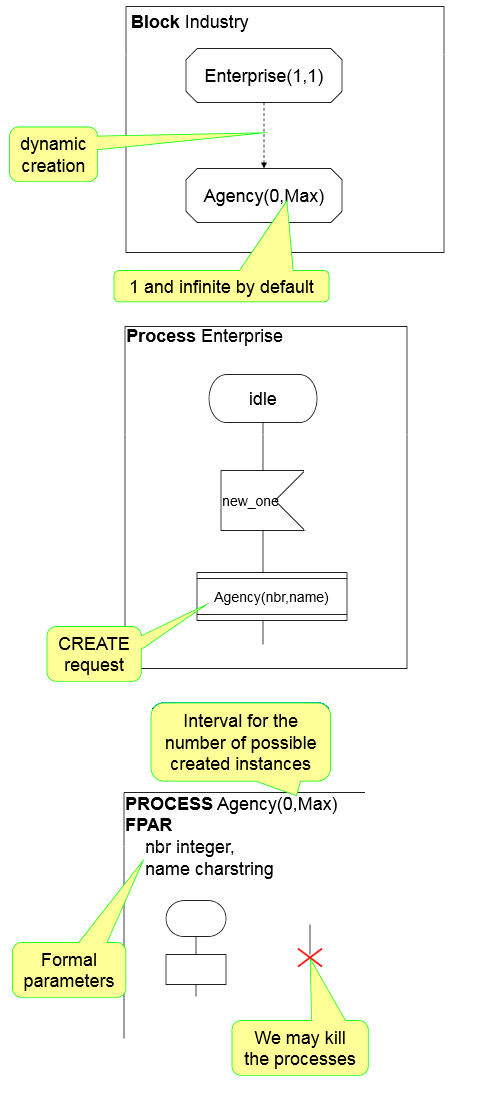 Block Industry
Enterprise(1,1)
dynamic
creation
Agency(0,Max)
1 and infinite by default
Process Enterprise
idle
new_one
Agency(nbr,name)
CREATE
request
Interval for the
number of possible
created instances
PROCESS Agency(0,Max)
FPAR
nbr integer,
name charstring
Formal
parameters
We may kill
the processes